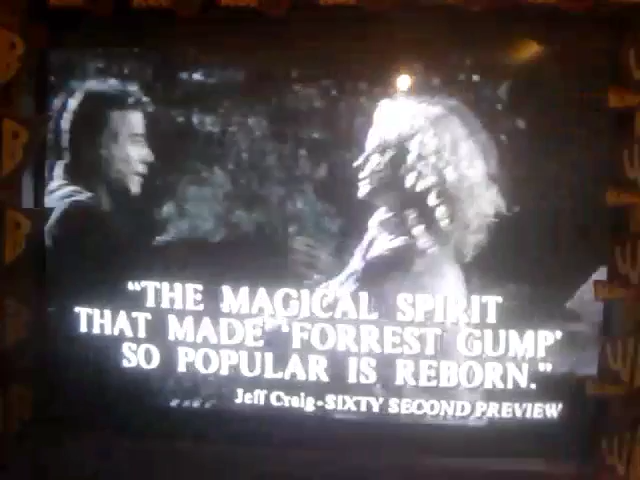 "THE MAGICAL SPIRIT
THAT MADE 'FORREST GUMP'
SO POPULAR IS REBORN."
Jeff Craig-SIXTY SECOND PREVIEW